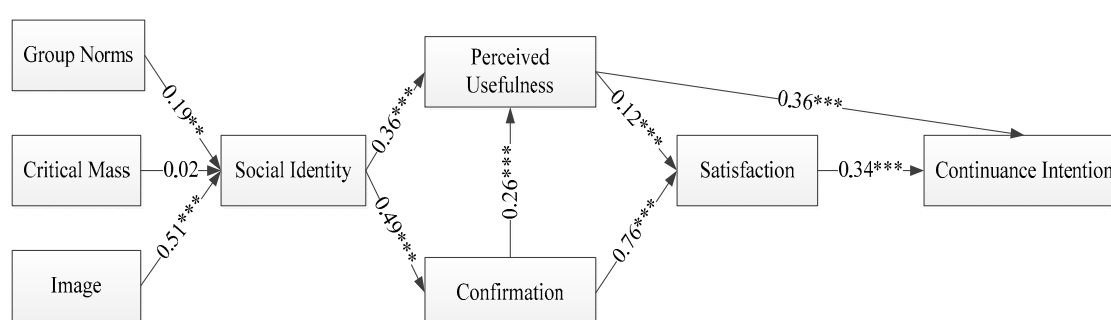 Group Norms
0.19**
Critical Mass
0.02
0.51***
Image
Social Identity
0.36***
0.49***
Perceived
Usefulness
0.26***
Confirmation
0.12***
0.76***
0.36***
Satisfaction
0.34***
Continuance Intention